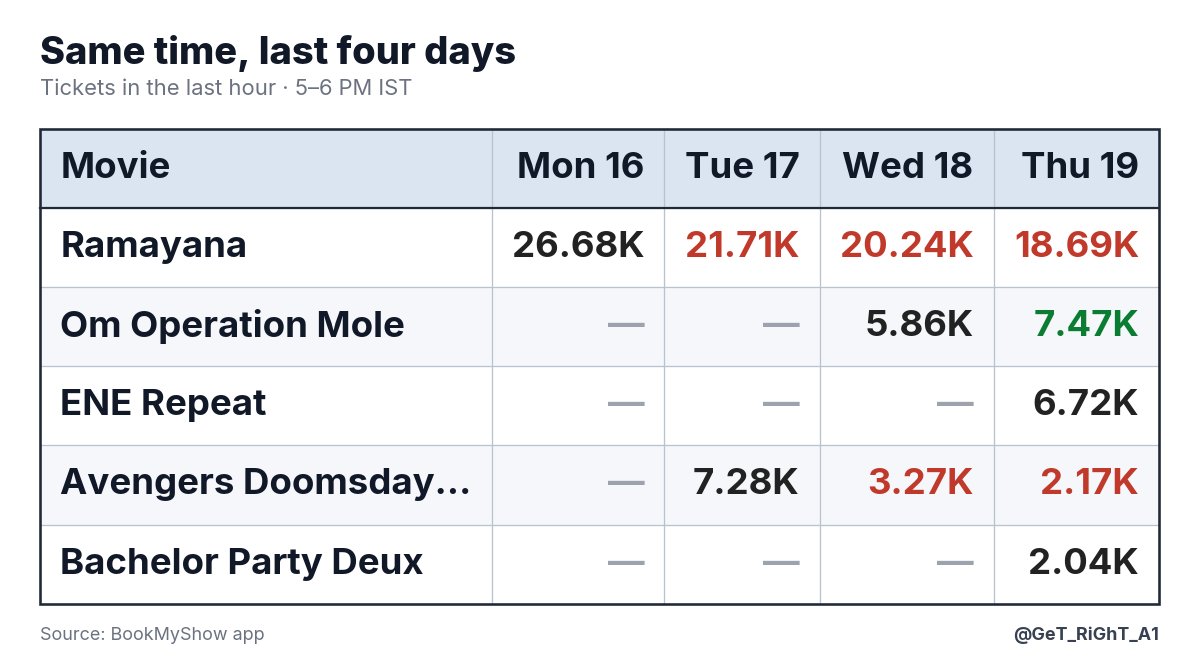 Same time, last four days
Tickets in the last hour · 5–6 PM IST
Movie Mon 16 Tue 17 Wed 18 Thu 19
Ramayana 26.68K 21.71K 20.24K 18.69K
Om Operation Mole — — 5.86K 7.47K
ENE Repeat — — — 6.72K
Avengers Doomsday... — 7.28K 3.27K 2.17K
Bachelor Party Deux — — — 2.04K
Source: BookMyShow app @GeT_RiGhT_A1